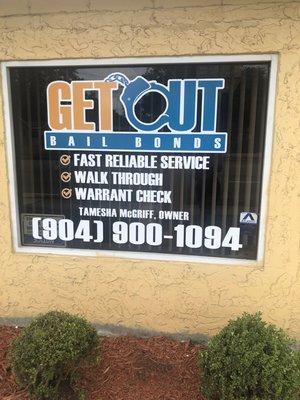 GET OUT
BAIL BONDS
FAST RELIABLE SERVICE
WALK THROUGH
WARRANT CHECK
TAMESHA McGRIFF, OWNER
(904) 900-1094